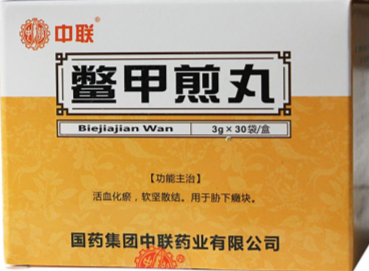 中联
鳖甲煎丸
Biejiajian Wan 3g×30袋/盒
【功能主治】
活血化瘀，软坚散结。用于胁下癥块。
国药集团中联药业有限公司